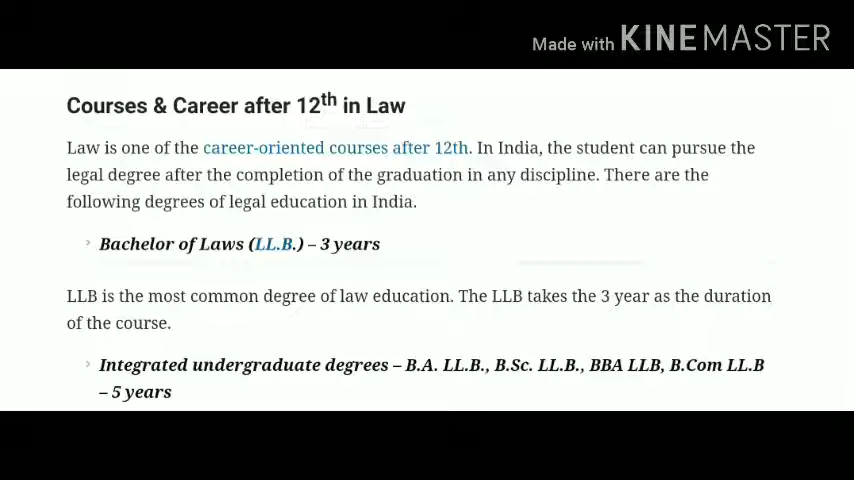 Made with KINEMASTER
Courses & Career after 12th in Law
Law is one of the career-oriented courses after 12th. In India, the student can pursue the
legal degree after the completion of the graduation in any discipline. There are the
following degrees of legal education in India.
› Bachelor of Laws (LL.B.) – 3 years
LLB is the most common degree of law education. The LLB takes the 3 year as the duration
of the course.
› Integrated undergraduate degrees – B.A. LL.B., B.Sc. LL.B., BBA LLB, B.Com LL.B
– 5 years